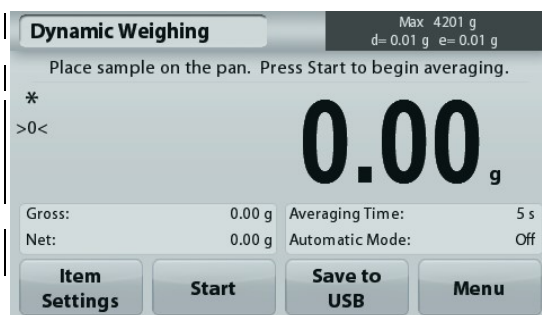 Dynamic Weighing
Max 4201 g
d= 0.01 g e= 0.01 g
Place sample on the pan. Press Start to begin averaging.
*
>0<
0.00 g
Gross: 0.00 g
Net: 0.00 g
Averaging Time: 5 s
Automatic Mode: Off
Item Settings
Start
Save to USB
Menu